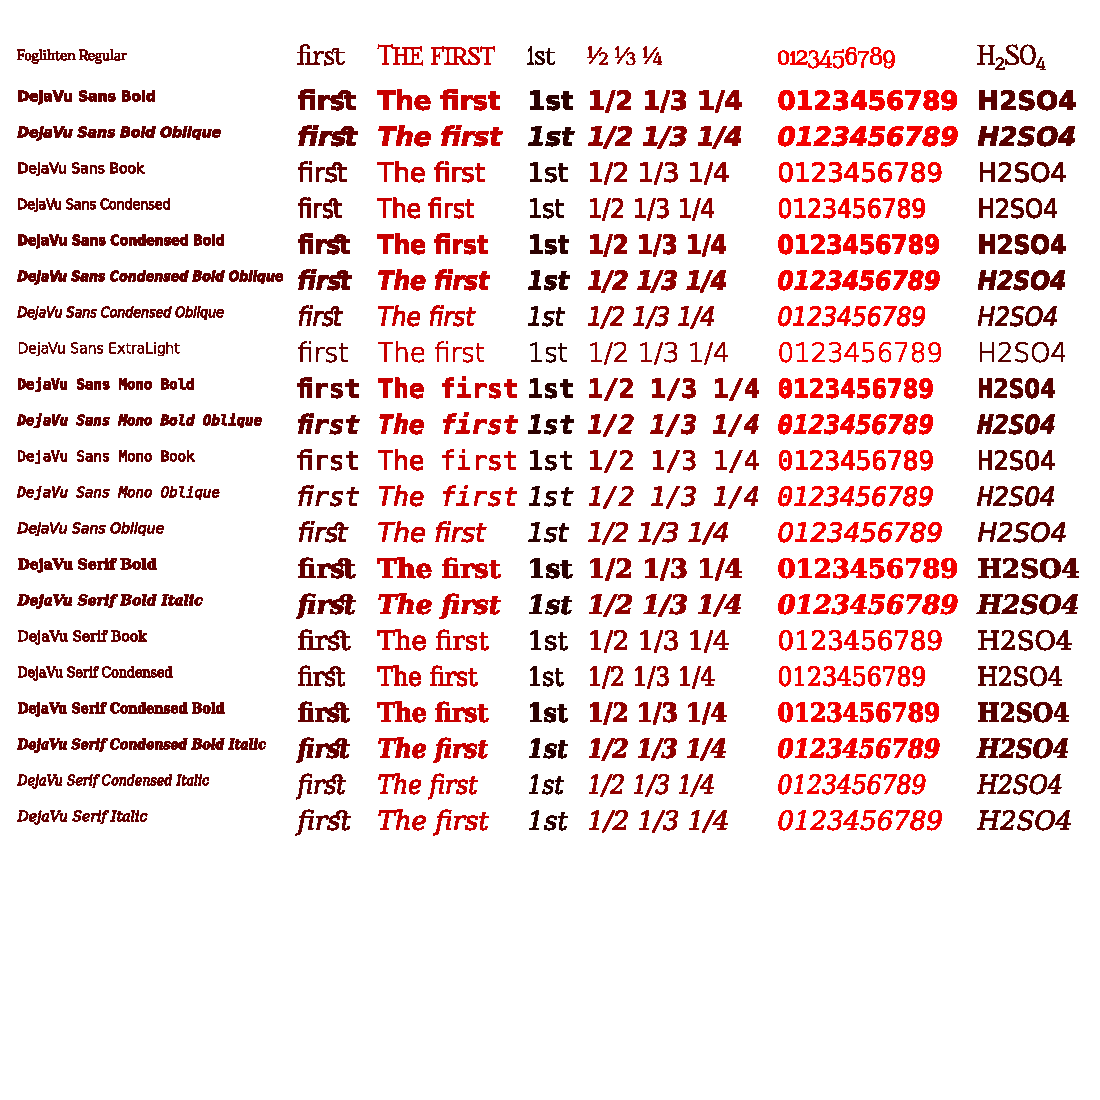 Foglihten Regular first THE FIRST 1st ½ ⅓ ¼ 0123456789 H₂SO₄
DejaVu Sans Bold first The first 1st 1/2 1/3 1/4 0123456789 H2SO4
DejaVu Sans Bold Oblique first The first 1st 1/2 1/3 1/4 0123456789 H2SO4
DejaVu Sans Book first The first 1st 1/2 1/3 1/4 0123456789 H2SO4
DejaVu Sans Condensed first The first 1st 1/2 1/3 1/4 0123456789 H2SO4
DejaVu Sans Condensed Bold first The first 1st 1/2 1/3 1/4 0123456789 H2SO4
DejaVu Sans Condensed Bold Oblique first The first 1st 1/2 1/3 1/4 0123456789 H2SO4
DejaVu Sans Condensed Oblique first The first 1st 1/2 1/3 1/4 0123456789 H2SO4
DejaVu Sans ExtraLight first The first 1st 1/2 1/3 1/4 0123456789 H2SO4
DejaVu Sans Mono Bold first The first 1st 1/2 1/3 1/4 0123456789 H2SO4
DejaVu Sans Mono Bold Oblique first The first 1st 1/2 1/3 1/4 0123456789 H2SO4
DejaVu Sans Mono Book first The first 1st 1/2 1/3 1/4 0123456789 H2SO4
DejaVu Sans Mono Oblique first The first 1st 1/2 1/3 1/4 0123456789 H2SO4
DejaVu Sans Oblique first The first 1st 1/2 1/3 1/4 0123456789 H2SO4
DejaVu Serif Bold first The first 1st 1/2 1/3 1/4 0123456789 H2SO4
DejaVu Serif Bold Italic first The first 1st 1/2 1/3 1/4 0123456789 H2SO4
DejaVu Serif Book first The first 1st 1/2 1/3 1/4 0123456789 H2SO4
DejaVu Serif Condensed first The first 1st 1/2 1/3 1/4 0123456789 H2SO4
DejaVu Serif Condensed Bold first The first 1st 1/2 1/3 1/4 0123456789 H2SO4
DejaVu Serif Condensed Bold Italic first The first 1st 1/2 1/3 1/4 0123456789 H2SO4
DejaVu Serif Condensed Italic first The first 1st 1/2 1/3 1/4 0123456789 H2SO4
DejaVu Serif Italic first The first 1st 1/2 1/3 1/4 0123456789 H2SO4